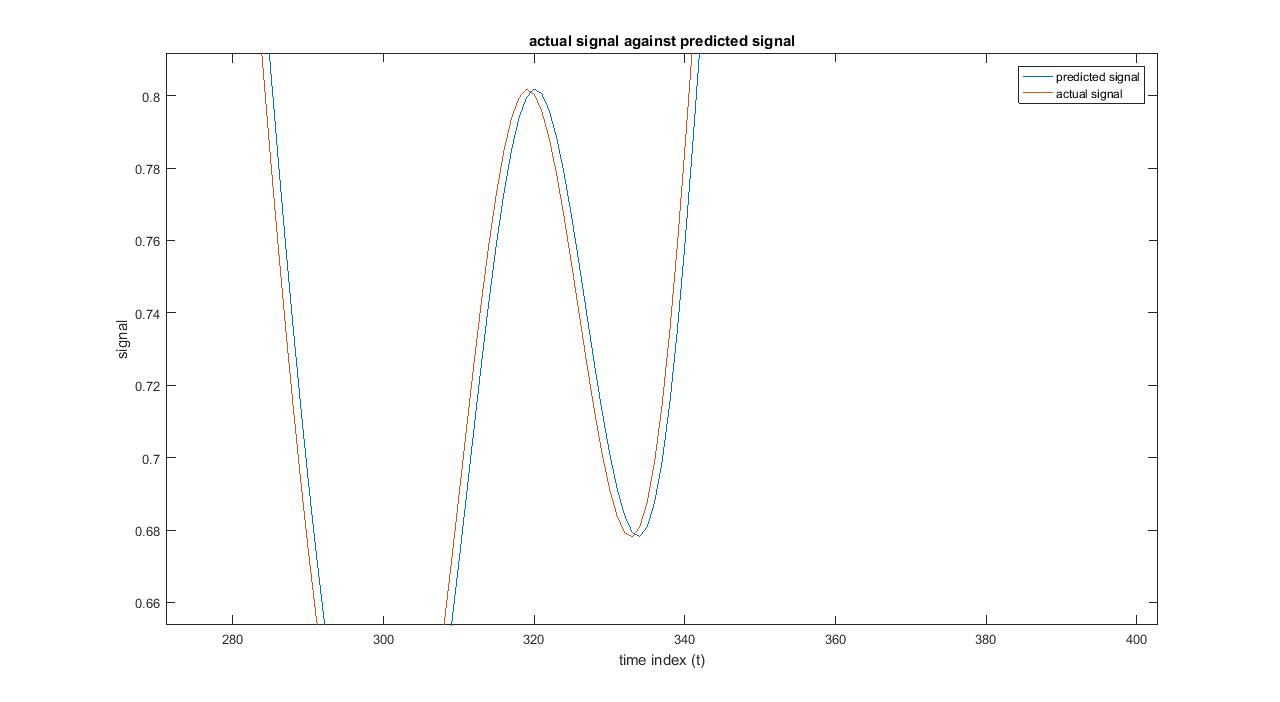 actual signal against predicted signal
predicted signal
actual signal
0.8
0.78
0.76
0.74
0.72
0.7
0.68
0.66
signal
280 300 320 340 360 380 400
time index (t)